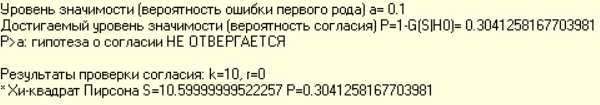 Уровень значимости (вероятность ошибки первого рода) a= 0.1
Достигаемый уровень значимости (вероятность согласия) P=1-G(S|H0)= 0.3041258167703981
P>a: гипотеза о согласии НЕ ОТВЕРГАЕТСЯ
Результаты проверки согласия: k=10, r=0
* Хи-квадрат Пирсона S=10.59999999522257 P=0.3041258167703981